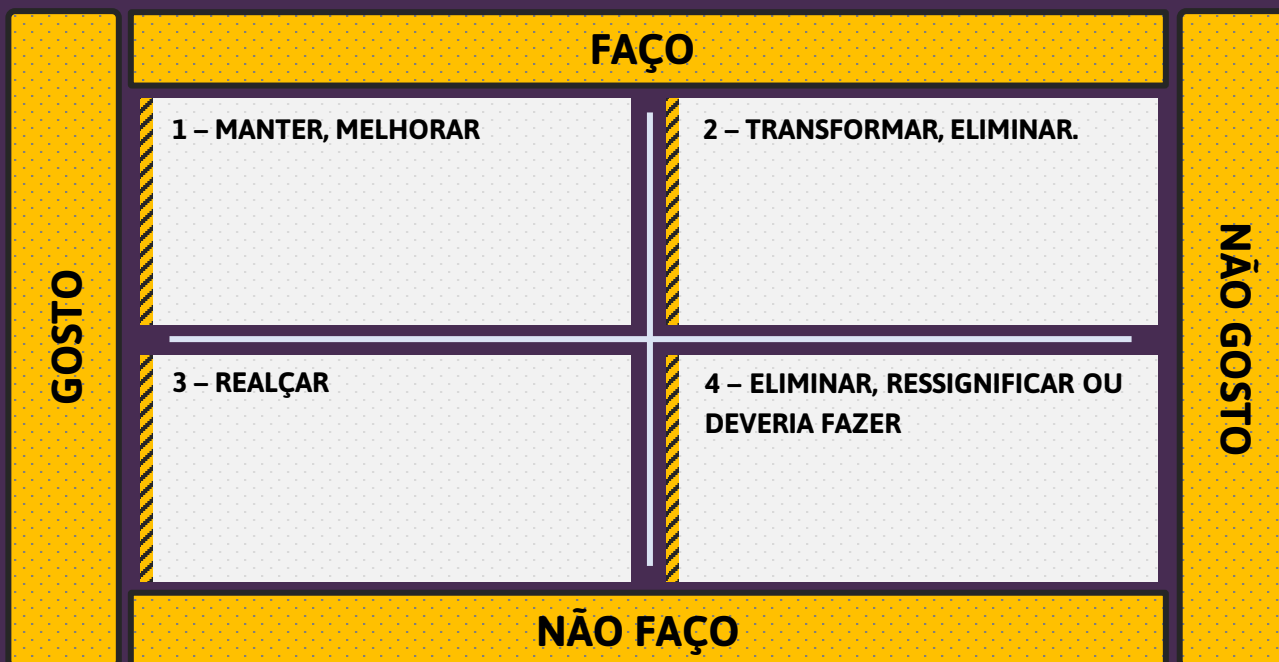 FAÇO
GOSTO
1 – MANTER, MELHORAR
2 – TRANSFORMAR, ELIMINAR.
NÃO GOSTO
3 – REALÇAR
4 – ELIMINAR, RESSIGNIFICAR OU
DEVERIA FAZER
NÃO FAÇO